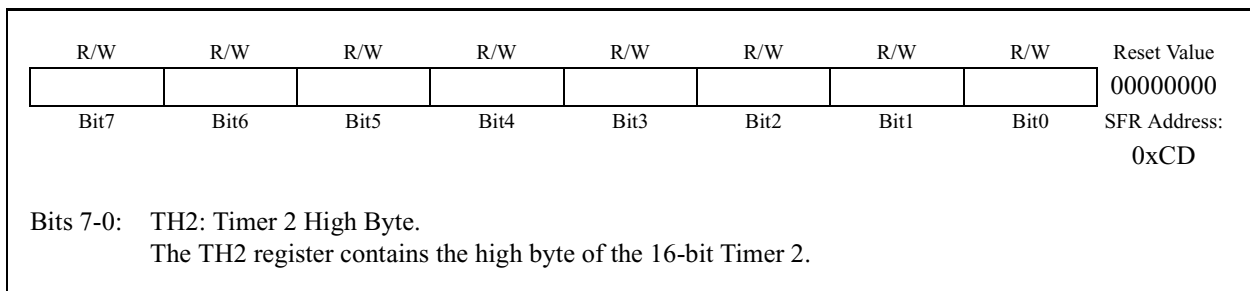 R/W R/W R/W R/W R/W R/W R/W R/W Reset Value
00000000
Bit7 Bit6 Bit5 Bit4 Bit3 Bit2 Bit1 Bit0 SFR Address:
0xCD
Bits 7-0: TH2: Timer 2 High Byte.
The TH2 register contains the high byte of the 16-bit Timer 2.